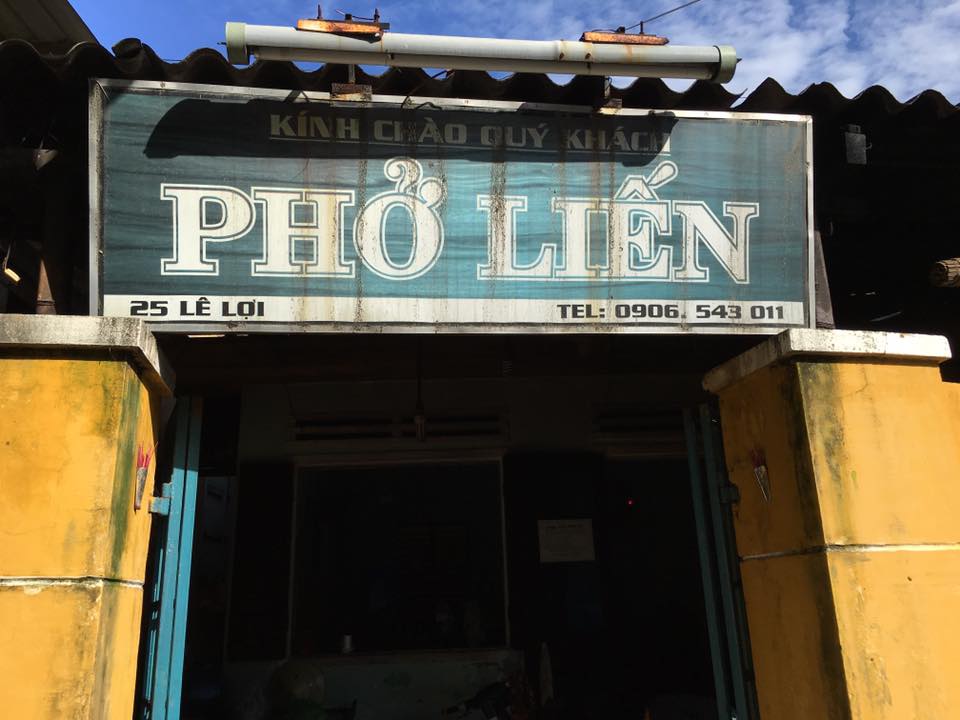 KÍNH CHÀO QUÝ KHÁCH
PHỞ LIẾN
25 LÊ LỢI
TEL: 0906. 543 011